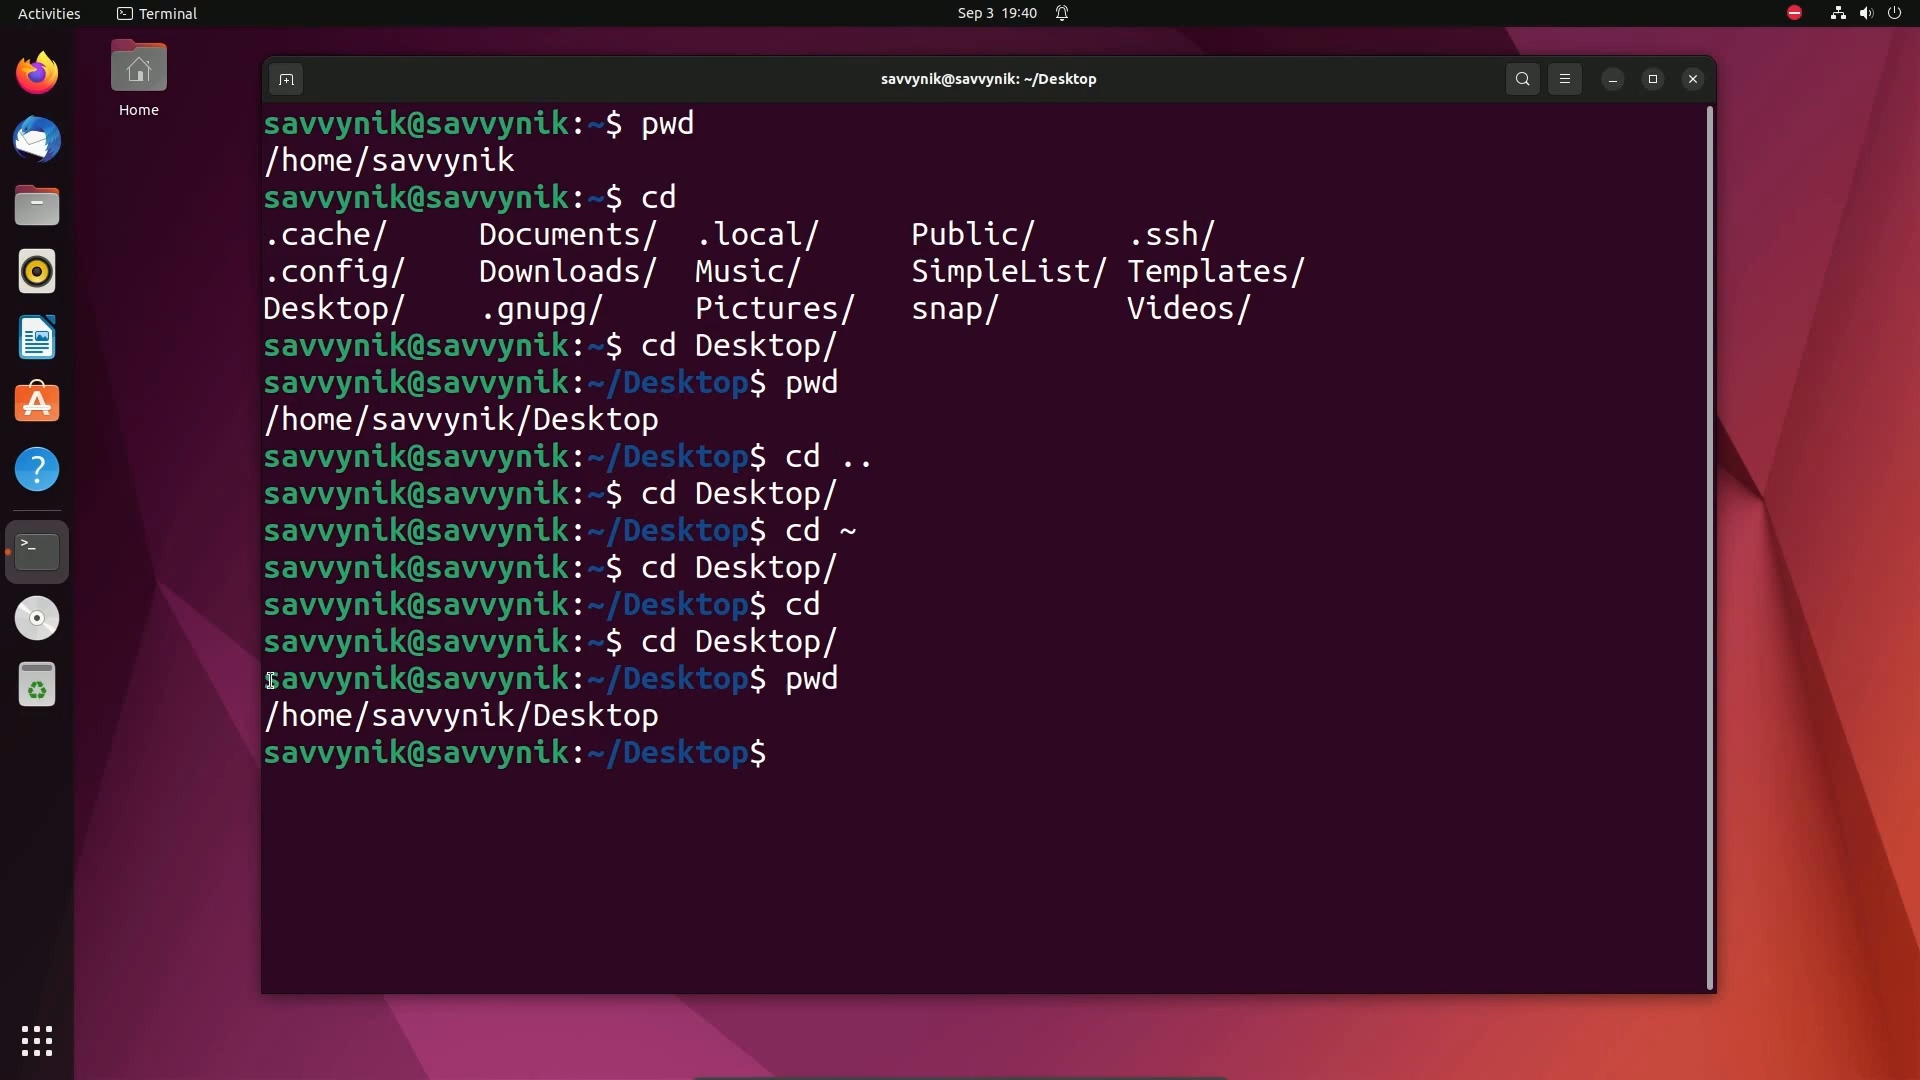 Activities Terminal Sep 3 19:40
Home
savvynik@savvynik: ~/Desktop
savvynik@savvynik:~$ pwd
/home/savvynik
savvynik@savvynik:~$ cd
.cache/ Documents/ .local/ Public/ .ssh/
.config/ Downloads/ Music/ SimpleList/ Templates/
Desktop/ .gnupg/ Pictures/ snap/ Videos/
savvynik@savvynik:~$ cd Desktop/
savvynik@savvynik:~/Desktop$ pwd
/home/savvynik/Desktop
savvynik@savvynik:~/Desktop$ cd ..
savvynik@savvynik:~$ cd Desktop/
savvynik@savvynik:~/Desktop$ cd ~
savvynik@savvynik:~$ cd Desktop/
savvynik@savvynik:~/Desktop$ cd
savvynik@savvynik:~$ cd Desktop/
savvynik@savvynik:~/Desktop$ pwd
/home/savvynik/Desktop
savvynik@savvynik:~/Desktop$